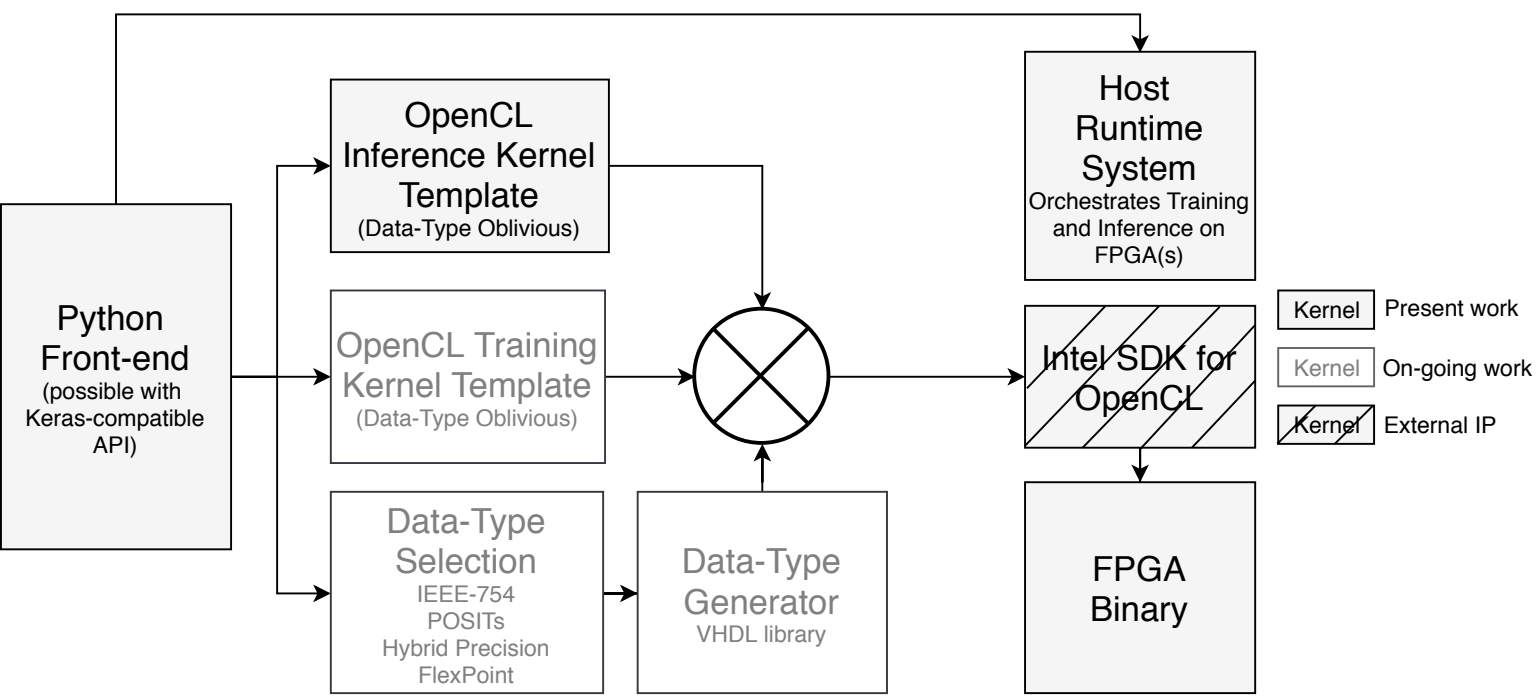 Python
Front-end
(possible with
Keras-compatible
API)
OpenCL
Inference Kernel
Template
(Data-Type Oblivious)
OpenCL Training
Kernel Template
(Data-Type Oblivious)
Data-Type
Selection
IEEE-754
POSITs
Hybrid Precision
FlexPoint
Data-Type
Generator
VHDL library
Host
Runtime
System
Orchestrates Training
and Inference on
FPGA(s)
Intel SDK for
OpenCL
FPGA
Binary
Kernel Present work
Kernel On-going work
Kernel External IP